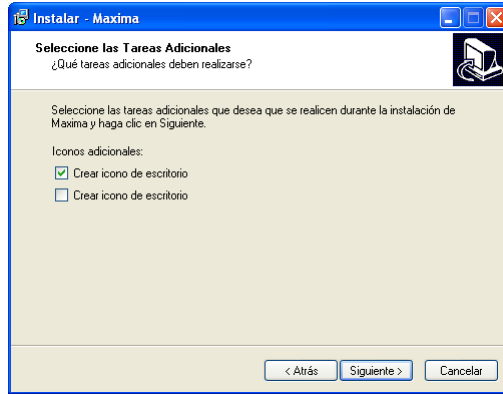 Instalar - Maxima
Seleccione las Tareas Adicionales
¿Qué tareas adicionales deben realizarse?
Seleccione las tareas adicionales que desea que se realicen durante la instalación de
Maxima y haga clic en Siguiente.
Iconos adicionales:
Crear icono de escritorio
Crear icono de escritorio
< Atrás
Siguiente >
Cancelar